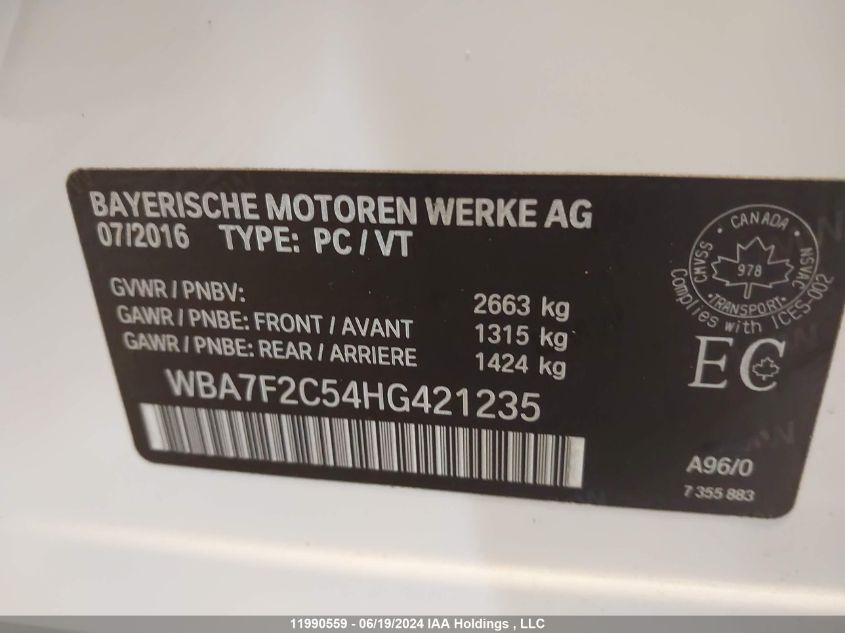 BAYERISCHE MOTOREN WERKE AG
07/2016 TYPE: PC / VT
GVWR / PNBV: 2663 kg
GAWR / PNBE: FRONT / AVANT 1315 kg
GAWR / PNBE: REAR / ARRIERE 1424 kg
WBA7F2C54HG421235
CMVSS • CANADA • NSVAC
978
• TRANSPORT •
Complies with ICES-002
EC
A96/0
7 355 883
11990559 - 06/19/2024 IAA Holdings , LLC